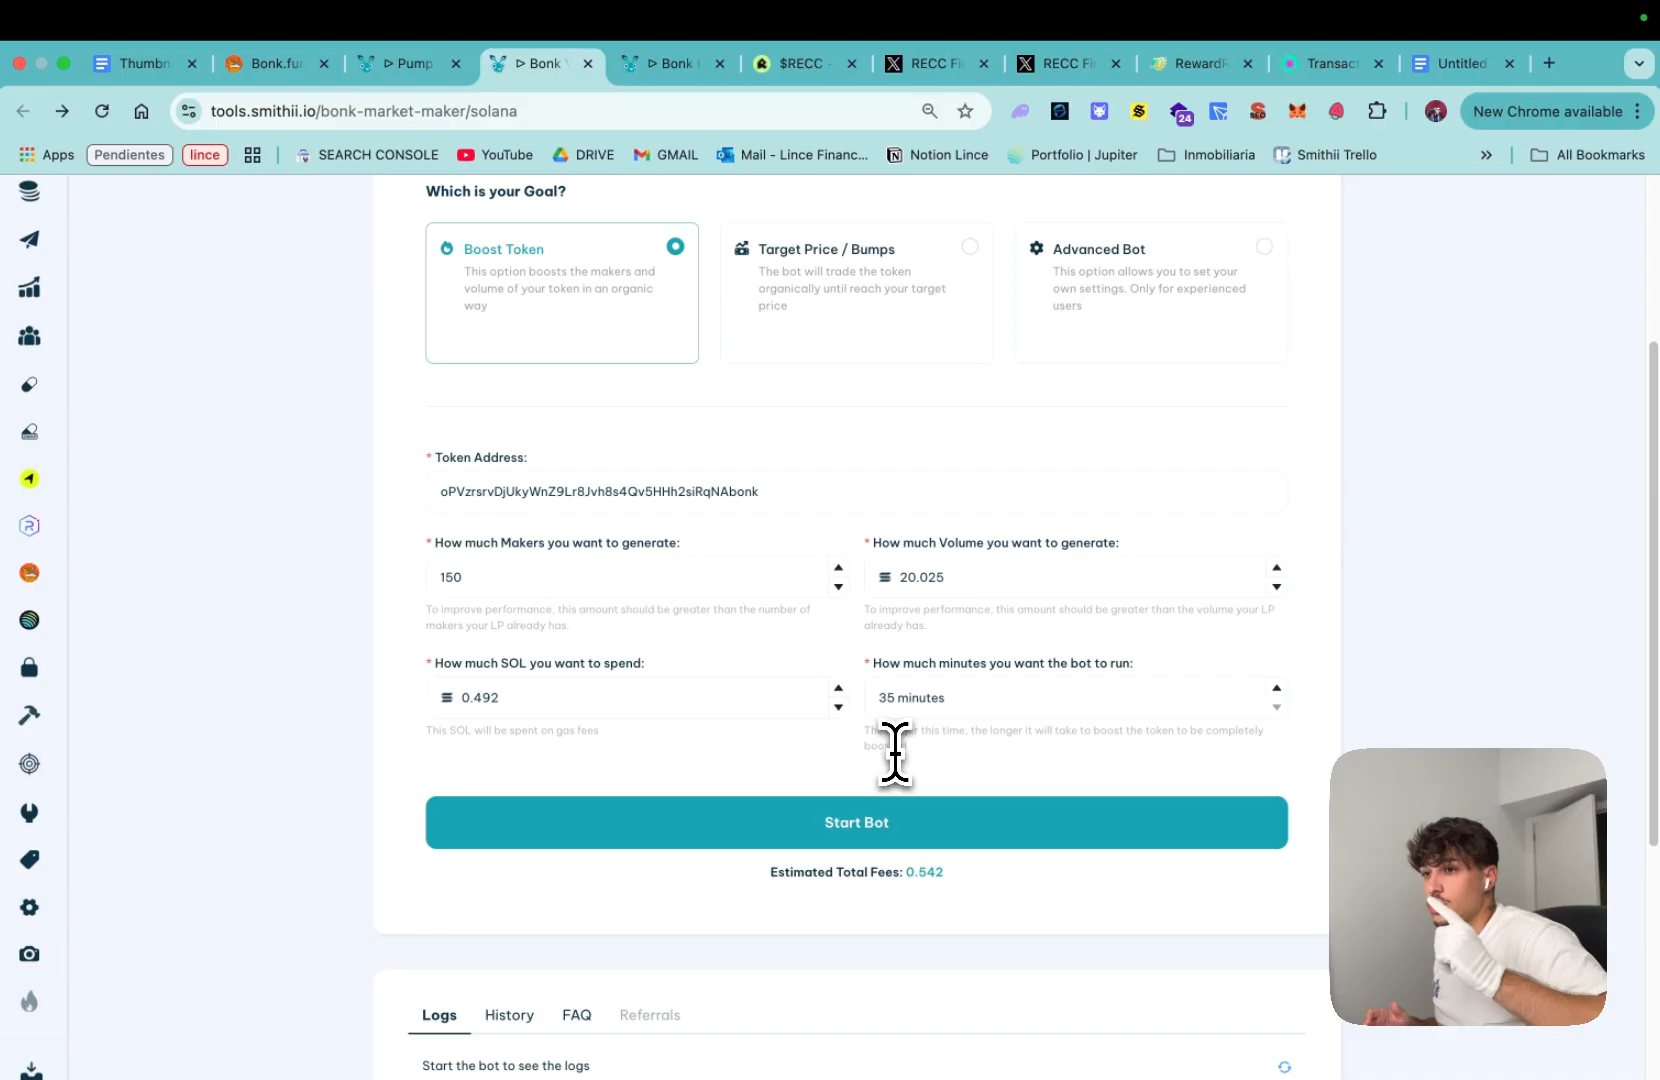 Thumbn
Bonk.fur
Pump
Bonk
Bonk
$RECC -
RECC Fi
RECC Fi
Reward
Transact
Untitled
tools.smithii.io/bonk-market-maker/solana
24
New Chrome available
Apps
Pendientes
lince
SEARCH CONSOLE
YouTube
DRIVE
GMAIL
Mail - Lince Financ...
Notion Lince
Portfolio | Jupiter
Inmobiliaria
Smithii Trello
All Bookmarks
Which is your Goal?
Boost Token
This option boosts the makers and
volume of your token in an organic
way
Target Price / Bumps
The bot will trade the token
organically until reach your target
price
Advanced Bot
This option allows you to set your
own settings. Only for experienced
users
* Token Address:
oPVzrsrvDjUkyWnZ9Lr8Jvh8s4Qv5HHh2siRqNAbonk
* How much Makers you want to generate:
150
To improve performance, this amount should be greater than the number of
makers your LP already has.
* How much Volume you want to generate:
20.025
To improve performance, this amount should be greater than the volume your LP
already has.
* How much SOL you want to spend:
0.492
This SOL will be spent on gas fees
* How much minutes you want the bot to run:
35 minutes
this time, the longer it will take to boost the token to be completely
Start Bot
Estimated Total Fees: 0.542
Logs
History
FAQ
Referrals
Start the bot to see the logs